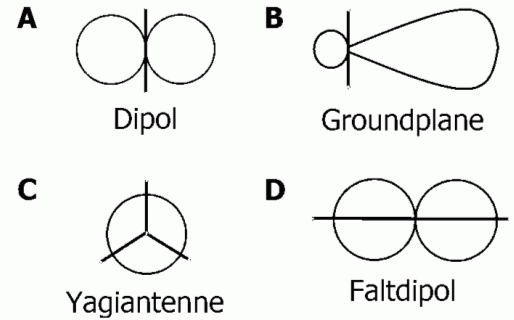 A
Dipol
B
Groundplane
C
Yagiantenne
D
Faltdipol